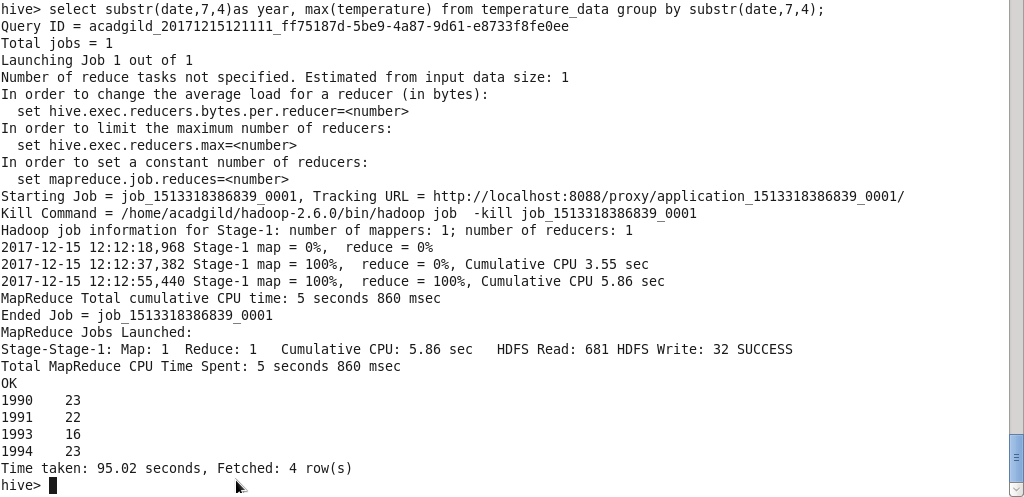 hive> select substr(date,7,4)as year, max(temperature) from temperature_data group by substr(date,7,4);
Query ID = acadgild_20171215121111_ff75187d-5be9-4a87-9d61-e8733f8fe0ee
Total jobs = 1
Launching Job 1 out of 1
Number of reduce tasks not specified. Estimated from input data size: 1
In order to change the average load for a reducer (in bytes):
  set hive.exec.reducers.bytes.per.reducer=<number>
In order to limit the maximum number of reducers:
  set hive.exec.reducers.max=<number>
In order to set a constant number of reducers:
  set mapreduce.job.reduces=<number>
Starting Job = job_1513318386839_0001, Tracking URL = http://localhost:8088/proxy/application_1513318386839_0001/
Kill Command = /home/acadgild/hadoop-2.6.0/bin/hadoop job  -kill job_1513318386839_0001
Hadoop job information for Stage-1: number of mappers: 1; number of reducers: 1
2017-12-15 12:12:18,968 Stage-1 map = 0%,  reduce = 0%
2017-12-15 12:12:37,382 Stage-1 map = 100%,  reduce = 0%, Cumulative CPU 3.55 sec
2017-12-15 12:12:55,440 Stage-1 map = 100%,  reduce = 100%, Cumulative CPU 5.86 sec
MapReduce Total cumulative CPU time: 5 seconds 860 msec
Ended Job = job_1513318386839_0001
MapReduce Jobs Launched:
Stage-Stage-1: Map: 1  Reduce: 1   Cumulative CPU: 5.86 sec   HDFS Read: 681 HDFS Write: 32 SUCCESS
Total MapReduce CPU Time Spent: 5 seconds 860 msec
OK
1990    23
1991    22
1993    16
1994    23
Time taken: 95.02 seconds, Fetched: 4 row(s)
hive>